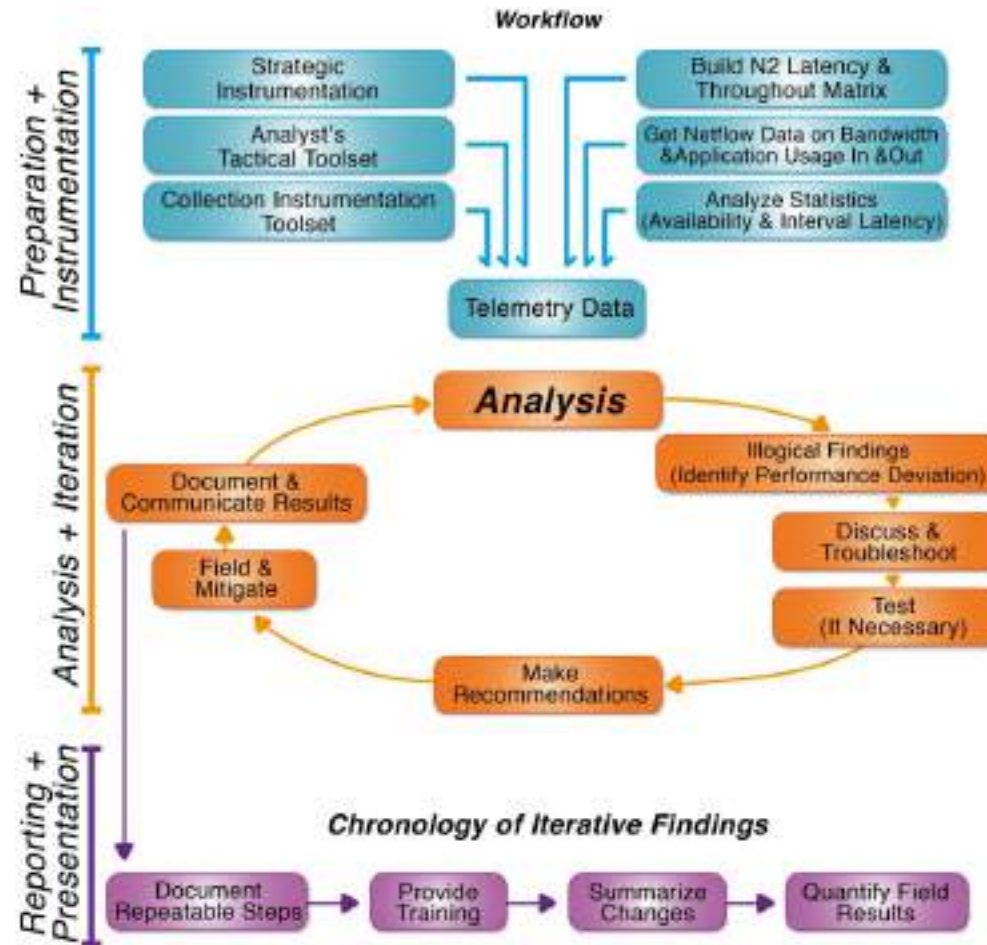 Workflow
Preparation +
Instrumentation
Strategic
Instrumentation
Analyst's
Tactical Toolset
Collection Instrumentation
Toolset
Build N2 Latency &
Throughout Matrix
Get Netflow Data on Bandwidth
&Application Usage In &Out
Analyze Statistics
(Availability & Interval Latency)
Telemetry Data
Analysis + Iteration
Analysis
Illogical Findings
(Identify Performance Deviation)
Discuss &
Troubleshoot
Test
(If Necessary)
Make
Recommendations
Field &
Mitigate
Document &
Communicate Results
Reporting +
Presentation
Chronology of Iterative Findings
Document
Repeatable Steps
Provide
Training
Summarize
Changes
Quantify Field
Results